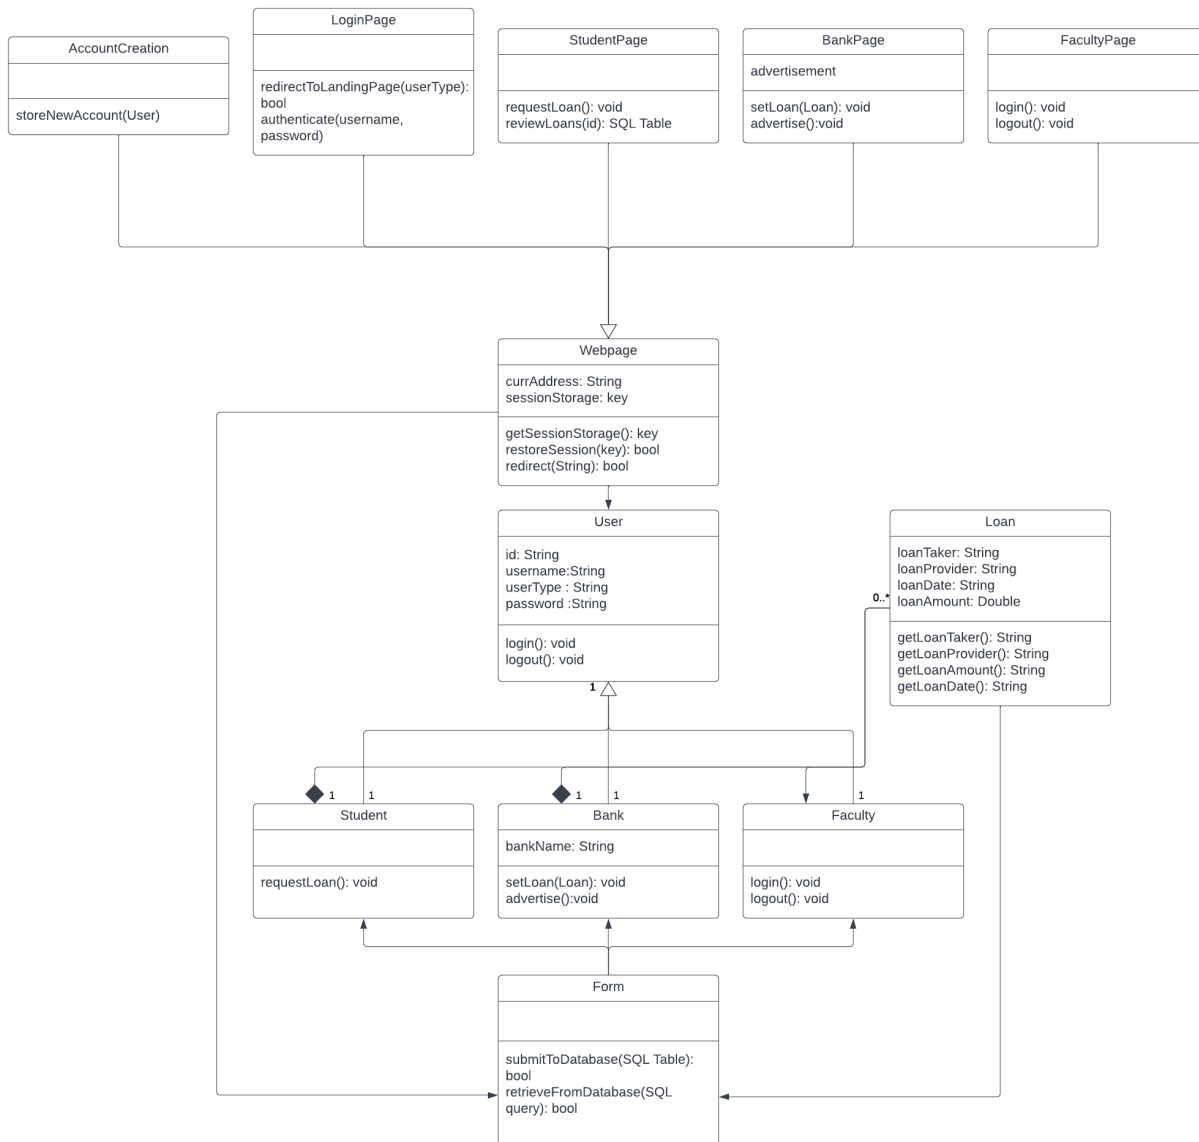 AccountCreation
storeNewAccount(User)
LoginPage
redirectToLandingPage(userType):
bool
authenticate(username,
password)
StudentPage
requestLoan(): void
reviewLoans(id): SQL Table
BankPage
advertisement
setLoan(Loan): void
advertise():void
FacultyPage
login(): void
logout(): void
Webpage
currAddress: String
sessionStorage: key
getSessionStorage(): key
restoreSession(key): bool
redirect(String): bool
User
id: String
username:String
userType : String
password :String
login(): void
logout(): void
1
Loan
loanTaker: String
loanProvider: String
loanDate: String
loanAmount: Double
0..*
getLoanTaker(): String
getLoanProvider(): String
getLoanAmount(): String
getLoanDate(): String
1
1
Student
requestLoan(): void
1
1
Bank
bankName: String
setLoan(Loan): void
advertise():void
1
Faculty
login(): void
logout(): void
Form
submitToDatabase(SQL Table):
bool
retrieveFromDatabase(SQL
query): bool